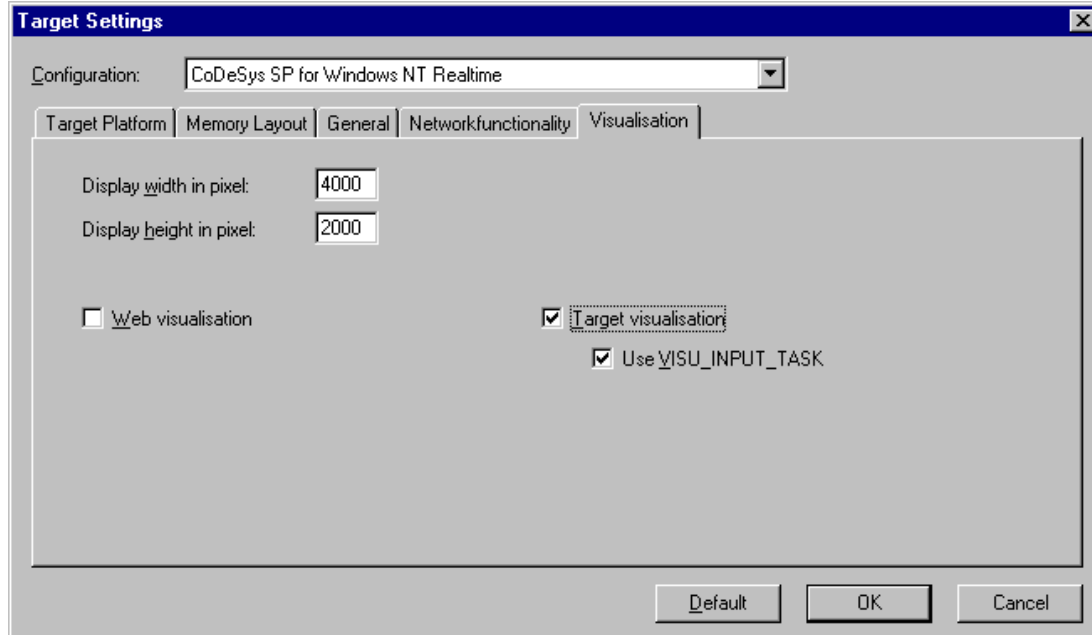 Target Settings
Configuration: CoDeSys SP for Windows NT Realtime
Target Platform Memory Layout General Networkfunctionality Visualisation
Display width in pixel: 4000
Display height in pixel: 2000
Web visualisation Target visualisation
Use VISU_INPUT_TASK
Default OK Cancel